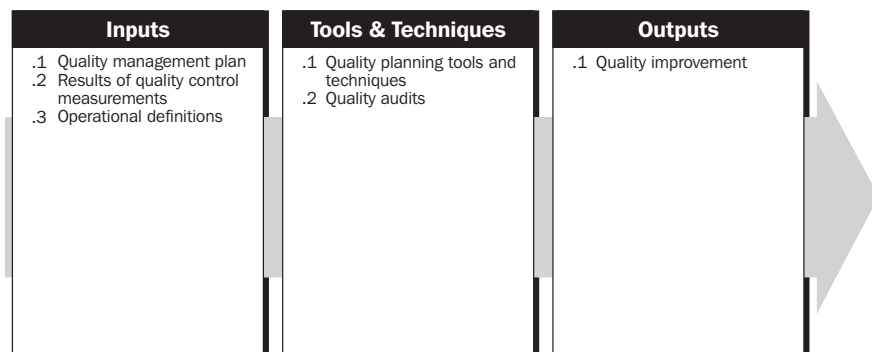 Inputs
.1 Quality management plan
.2 Results of quality control
measurements
.3 Operational definitions
Tools & Techniques
.1 Quality planning tools and
techniques
.2 Quality audits
Outputs
.1 Quality improvement